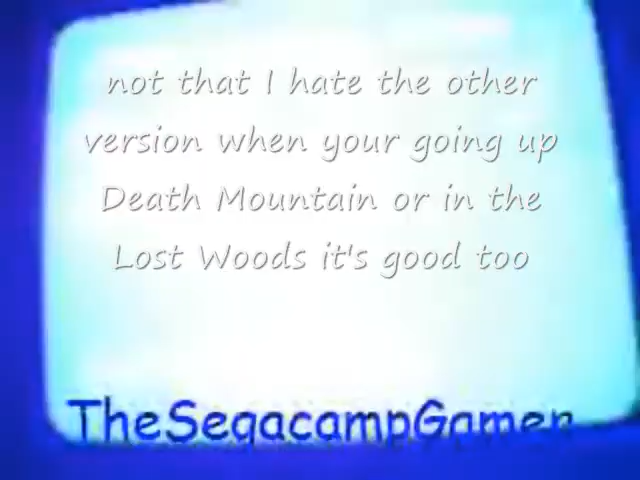 not that I hate the other
version when your going up
Death Mountain or in the
Lost Woods it's good too
TheSegacampGamer